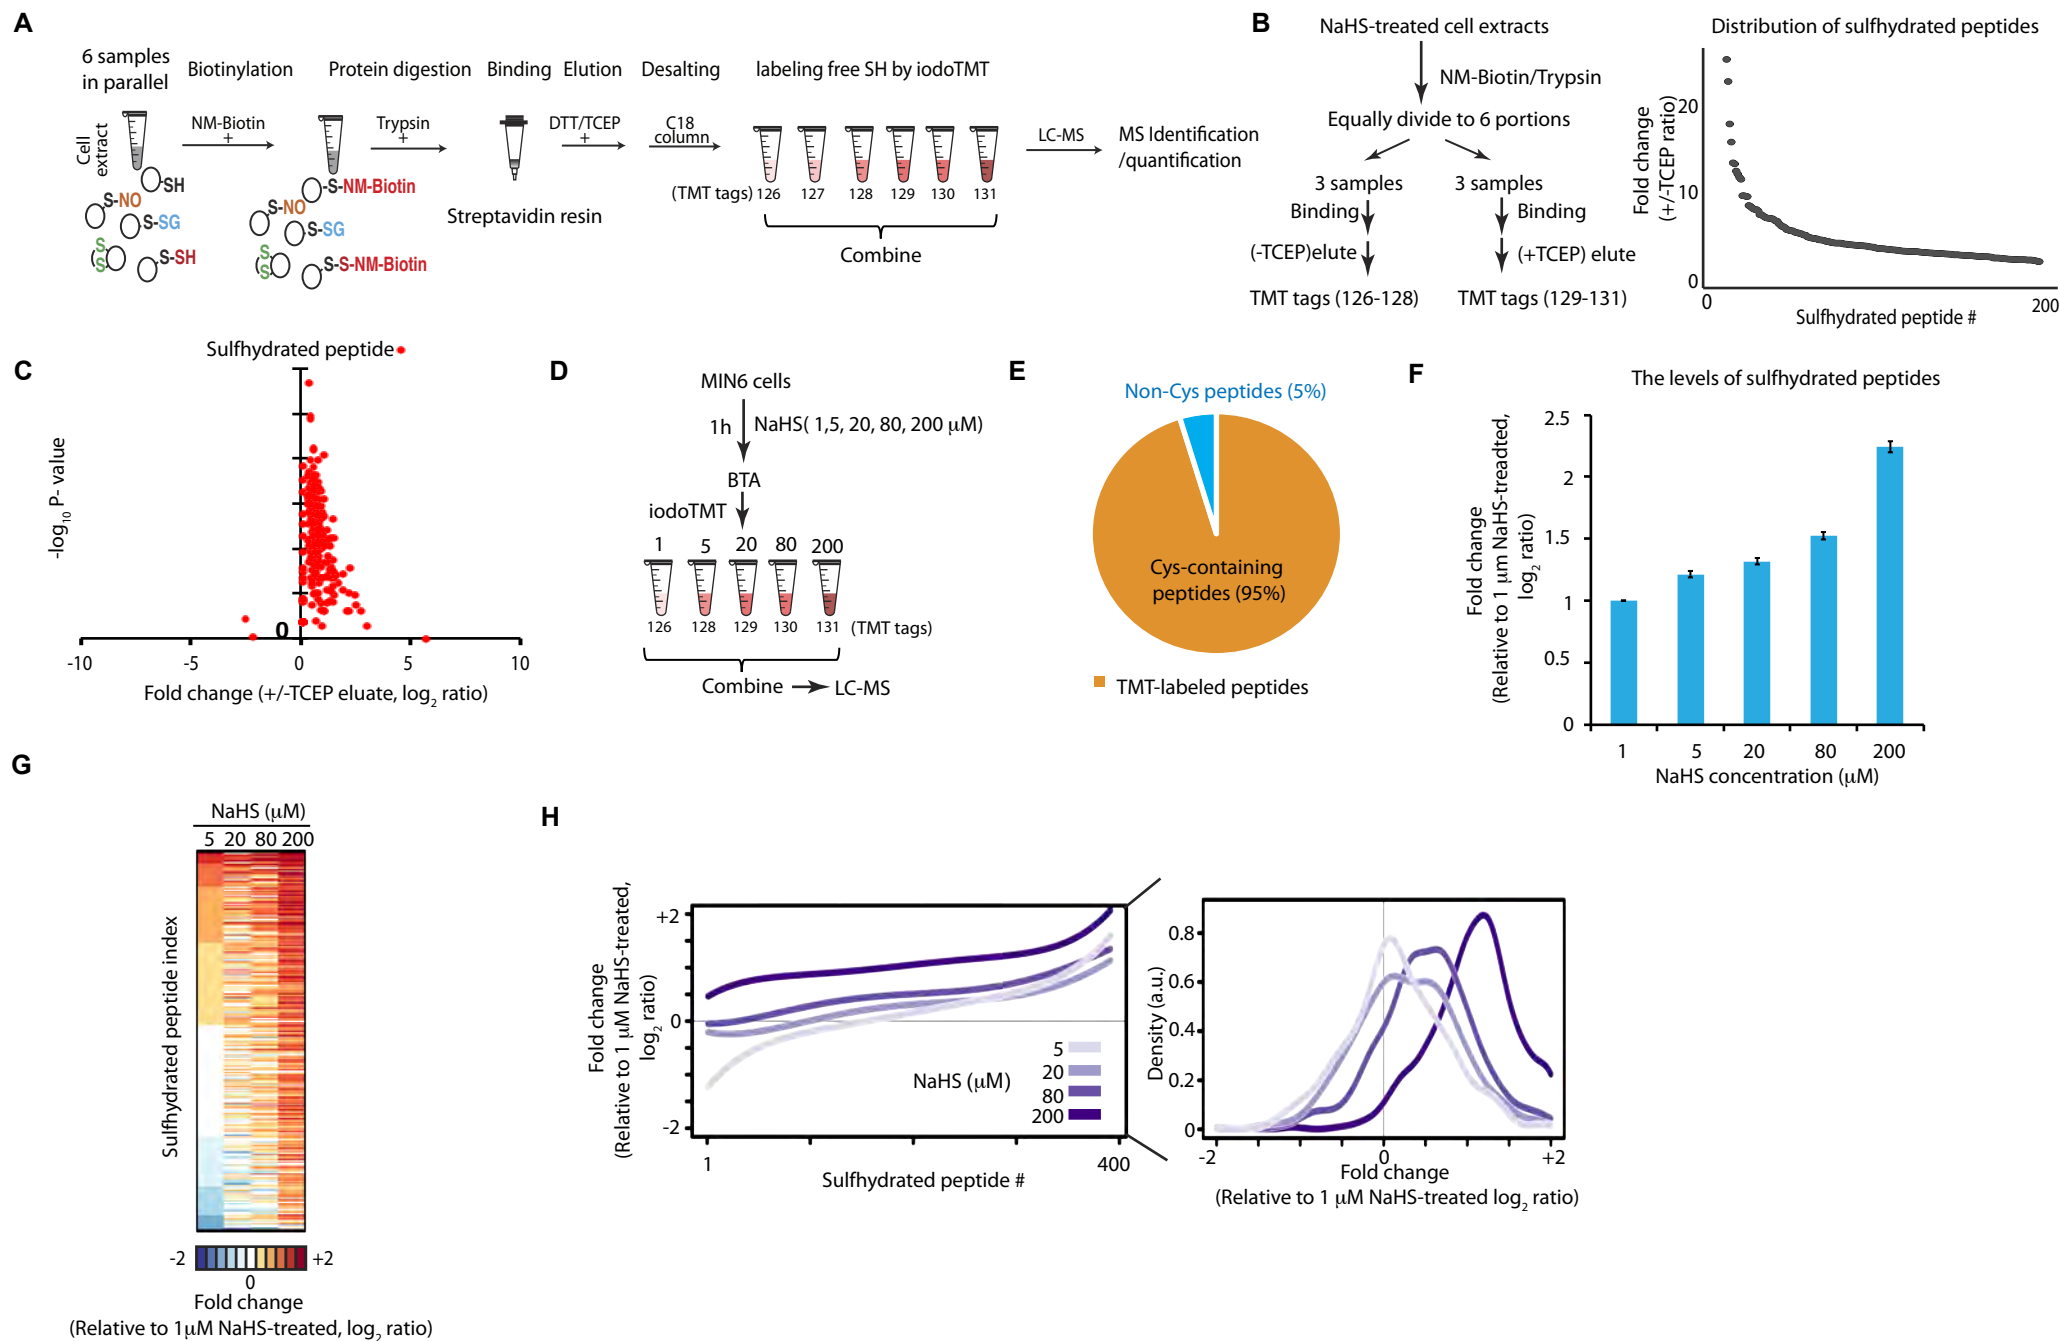 A
6 samples
in parallel
Biotinylation
Protein digestion
Binding
Elution
Desalting
labeling free SH by iodoTMT
Cell
extract
NM-Biotin
+
Trypsin
+
DTT/TCEP
+
C18
column
LC-MS
MS Identification
/quantification
SH
S-NO
S-SG
S
S
S-SH
S-NM-Biotin
S-NO
S-SG
S
S
S-S-NM-Biotin
Streptavidin resin
(TMT tags)
126 127 128 129 130 131
Combine
B
NaHS-treated cell extracts
NM-Biotin/Trypsin
Equally divide to 6 portions
3 samples
3 samples
Binding
Binding
(-TCEP)elute
(+TCEP) elute
TMT tags (126-128)
TMT tags (129-131)
Distribution of sulfhydrated peptides
Fold change
(+/-TCEP ratio)
20
10
0
0
200
Sulfhydrated peptide #
C
Sulfhydrated peptide
-log10 P- value
0
-10 -5 0 5 10
Fold change (+/-TCEP eluate, log2 ratio)
D
MIN6 cells
1h
NaHS( 1,5, 20, 80, 200 μM)
BTA
iodoTMT
1 5 20 80 200
126 128 129 130 131 (TMT tags)
Combine
LC-MS
E
Non-Cys peptides (5%)
Cys-containing
peptides (95%)
TMT-labeled peptides
F
The levels of sulfhydrated peptides
Fold change
(Relative to 1 μm NaHS-treaded,
log2 ratio)
2.5
2
1.5
1
0.5
0
1 5 20 80 200
NaHS concentration (μM)
G
NaHS (μM)
5 20 80 200
Sulfhydrated peptide index
-2
+2
0
Fold change
(Relative to 1μM NaHS-treated, log2 ratio)
H
Fold change
(Relative to 1 μM NaHS-treated,
log2 ratio)
+2
0
-2
NaHS (μM)
5
20
80
200
1
400
Sulfhydrated peptide #
Density (a.u.)
0.8
0.6
0.4
0.2
0
-2 0 +2
Fold change
(Relative to 1 μM NaHS-treated log2 ratio)